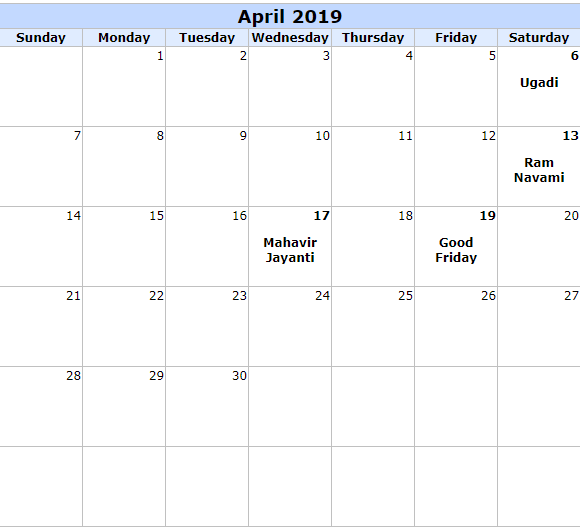 April 2019
Sunday Monday Tuesday Wednesday Thursday Friday Saturday
1 2 3 4 5 6
Ugadi
7 8 9 10 11 12 13
Ram
Navami
14 15 16 17 18 19 20
Mahavir Good
Jayanti Friday
21 22 23 24 25 26 27
28 29 30